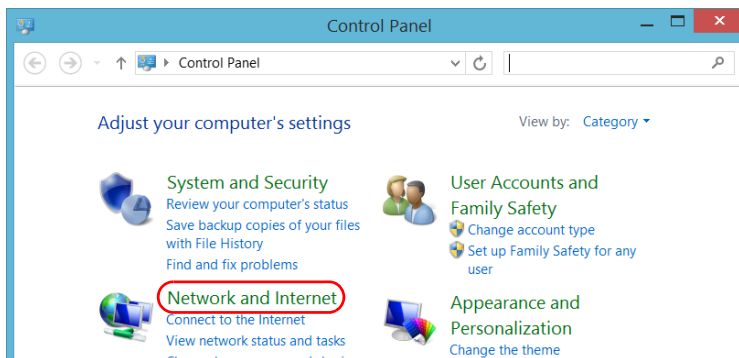 Control Panel
Control Panel
Adjust your computer's settings
View by: Category
System and Security
Review your computer's status
Save backup copies of your files
with File History
Find and fix problems
Network and Internet
Connect to the Internet
View network status and tasks
User Accounts and
Family Safety
Change account type
Set up Family Safety for any
user
Appearance and
Personalization
Change the theme